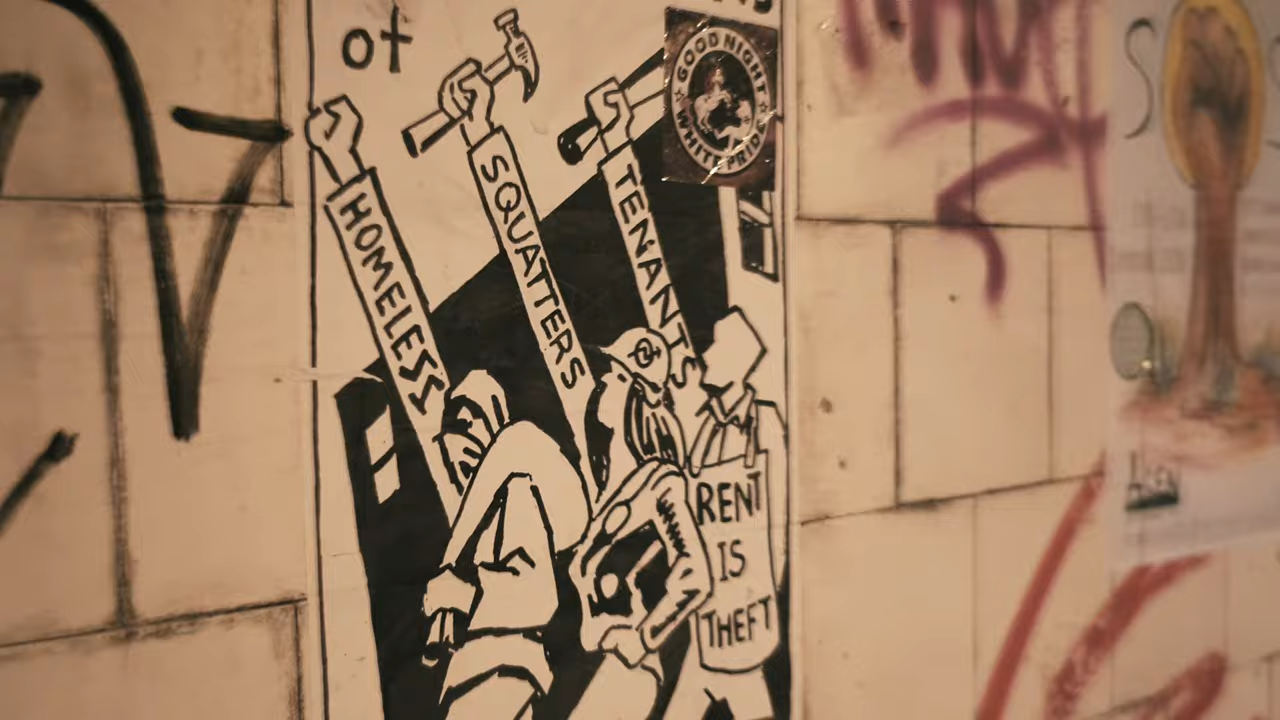 of
GOOD NIGHT
WHITE PRIDE
HOMELESS
SQUATTERS
TENANTS
RENT
IS
THEFT